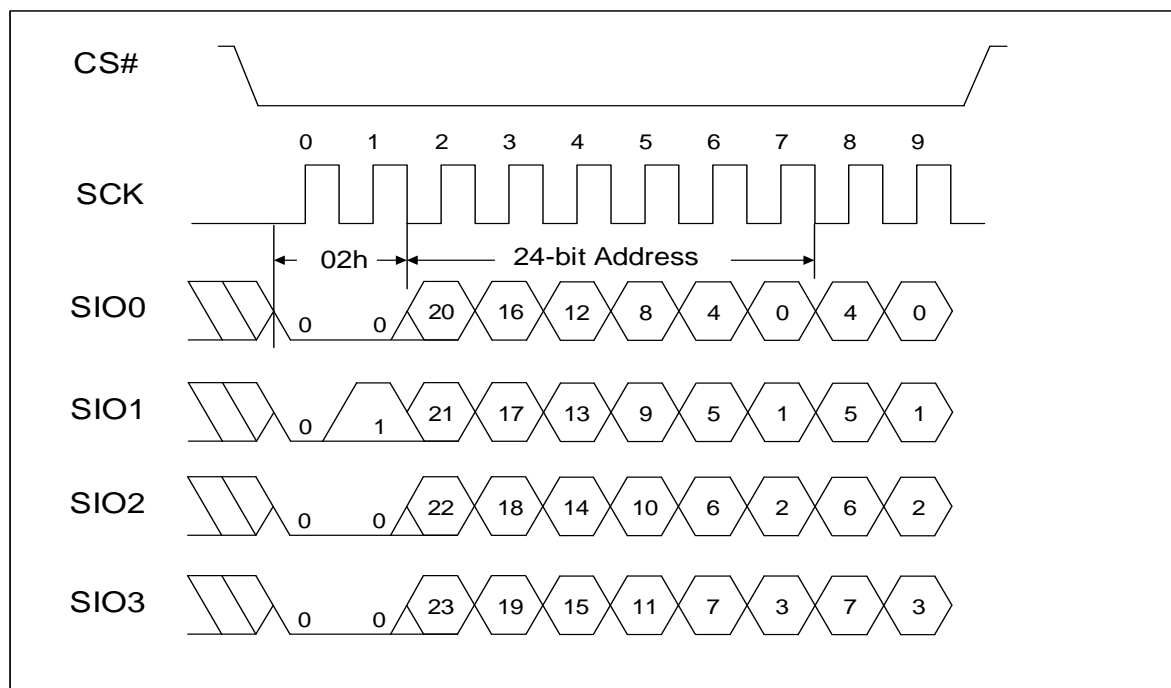 CS#
0 1 2 3 4 5 6 7 8 9
SCK
02h 24-bit Address
SIO0 0 0 20 16 12 8 4 0 4 0
SIO1 0 1 21 17 13 9 5 1 5 1
SIO2 0 0 22 18 14 10 6 2 6 2
SIO3 0 0 23 19 15 11 7 3 7 3